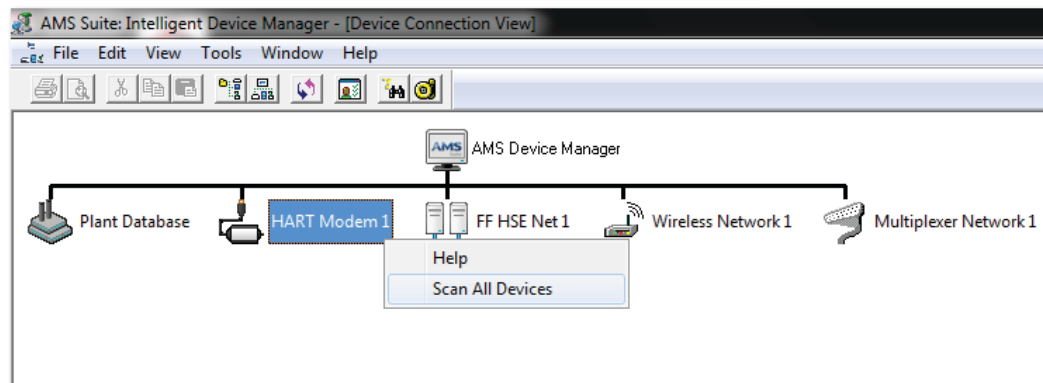 AMS Suite: Intelligent Device Manager - [Device Connection View]
File Edit View Tools Window Help
AMS AMS Device Manager
Plant Database HART Modem 1 FF HSE Net 1 Wireless Network 1 Multiplexer Network 1
Help
Scan All Devices